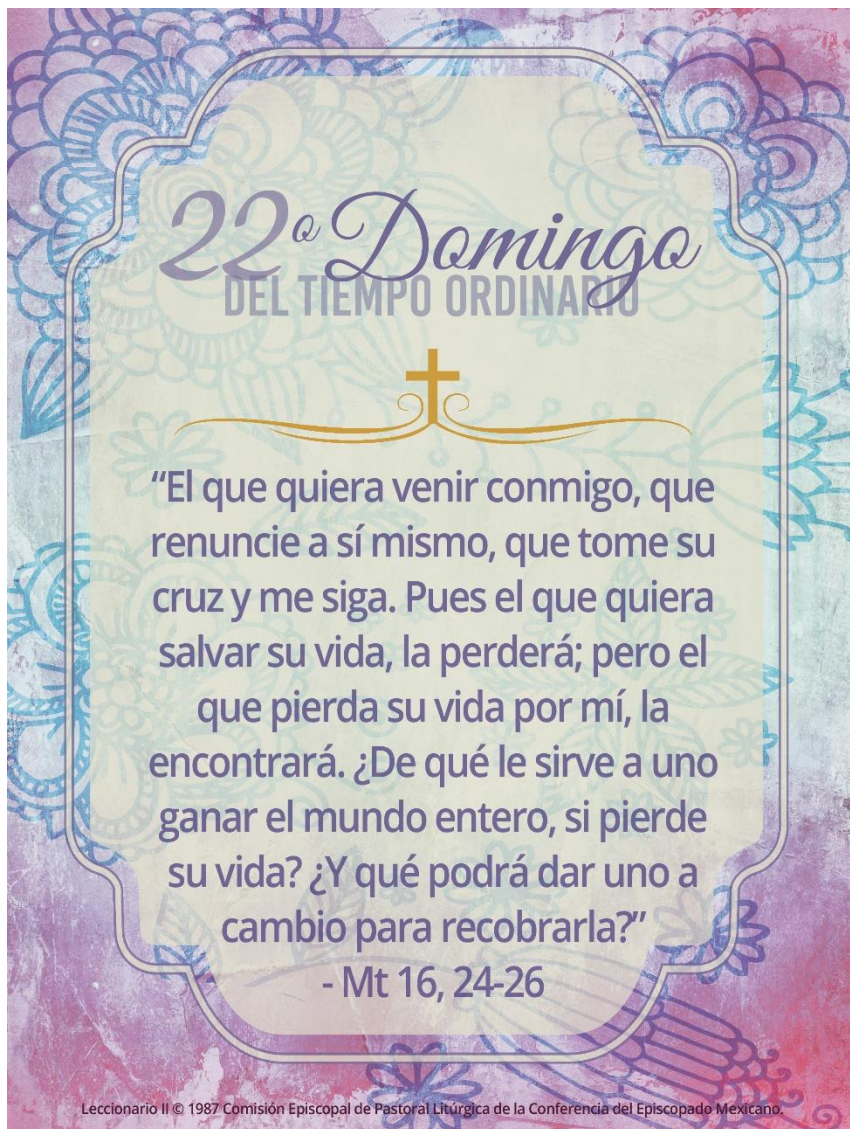 22º Domingo
DEL TIEMPO ORDINARIO
“El que quiera venir conmigo, que
renuncie a sí mismo, que tome su
cruz y me siga. Pues el que quiera
salvar su vida, la perderá; pero el
que pierda su vida por mí, la
encontrará. ¿De qué le sirve a uno
ganar el mundo entero, si pierde
su vida? ¿Y qué podrá dar uno a
cambio para recobrarla?”
- Mt 16, 24-26
Leccionario II © 1987 Comisión Episcopal de Pastoral Litúrgica de la Conferencia del Episcopado Mexicano.